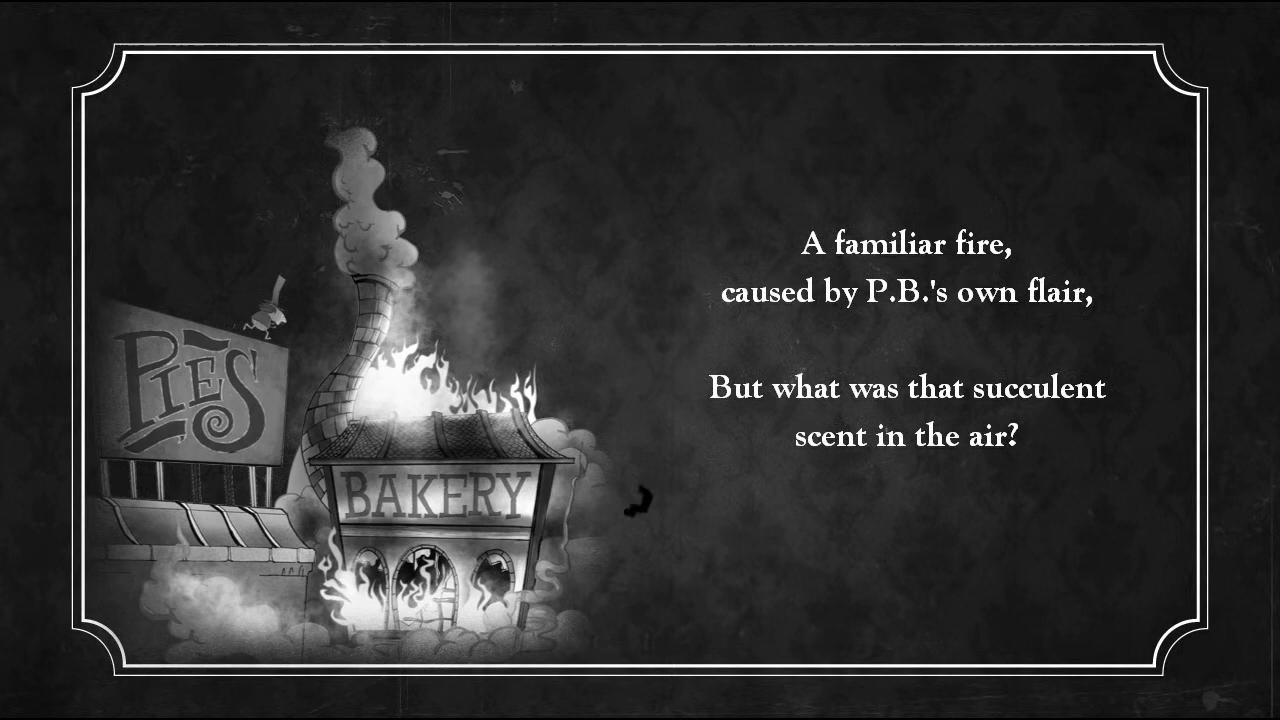 PIES
BAKERY
A familiar fire,
caused by P.B.'s own flair,
But what was that succulent
scent in the air?